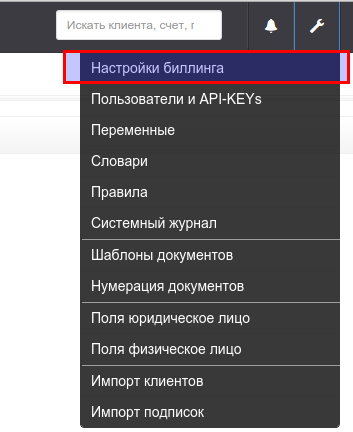 Искать клиента, счет, г
Настройки биллинга
Пользователи и API-KEYs
Переменные
Словари
Правила
Системный журнал
Шаблоны документов
Нумерация документов
Поля юридическое лицо
Поля физическое лицо
Импорт клиентов
Импорт подписок